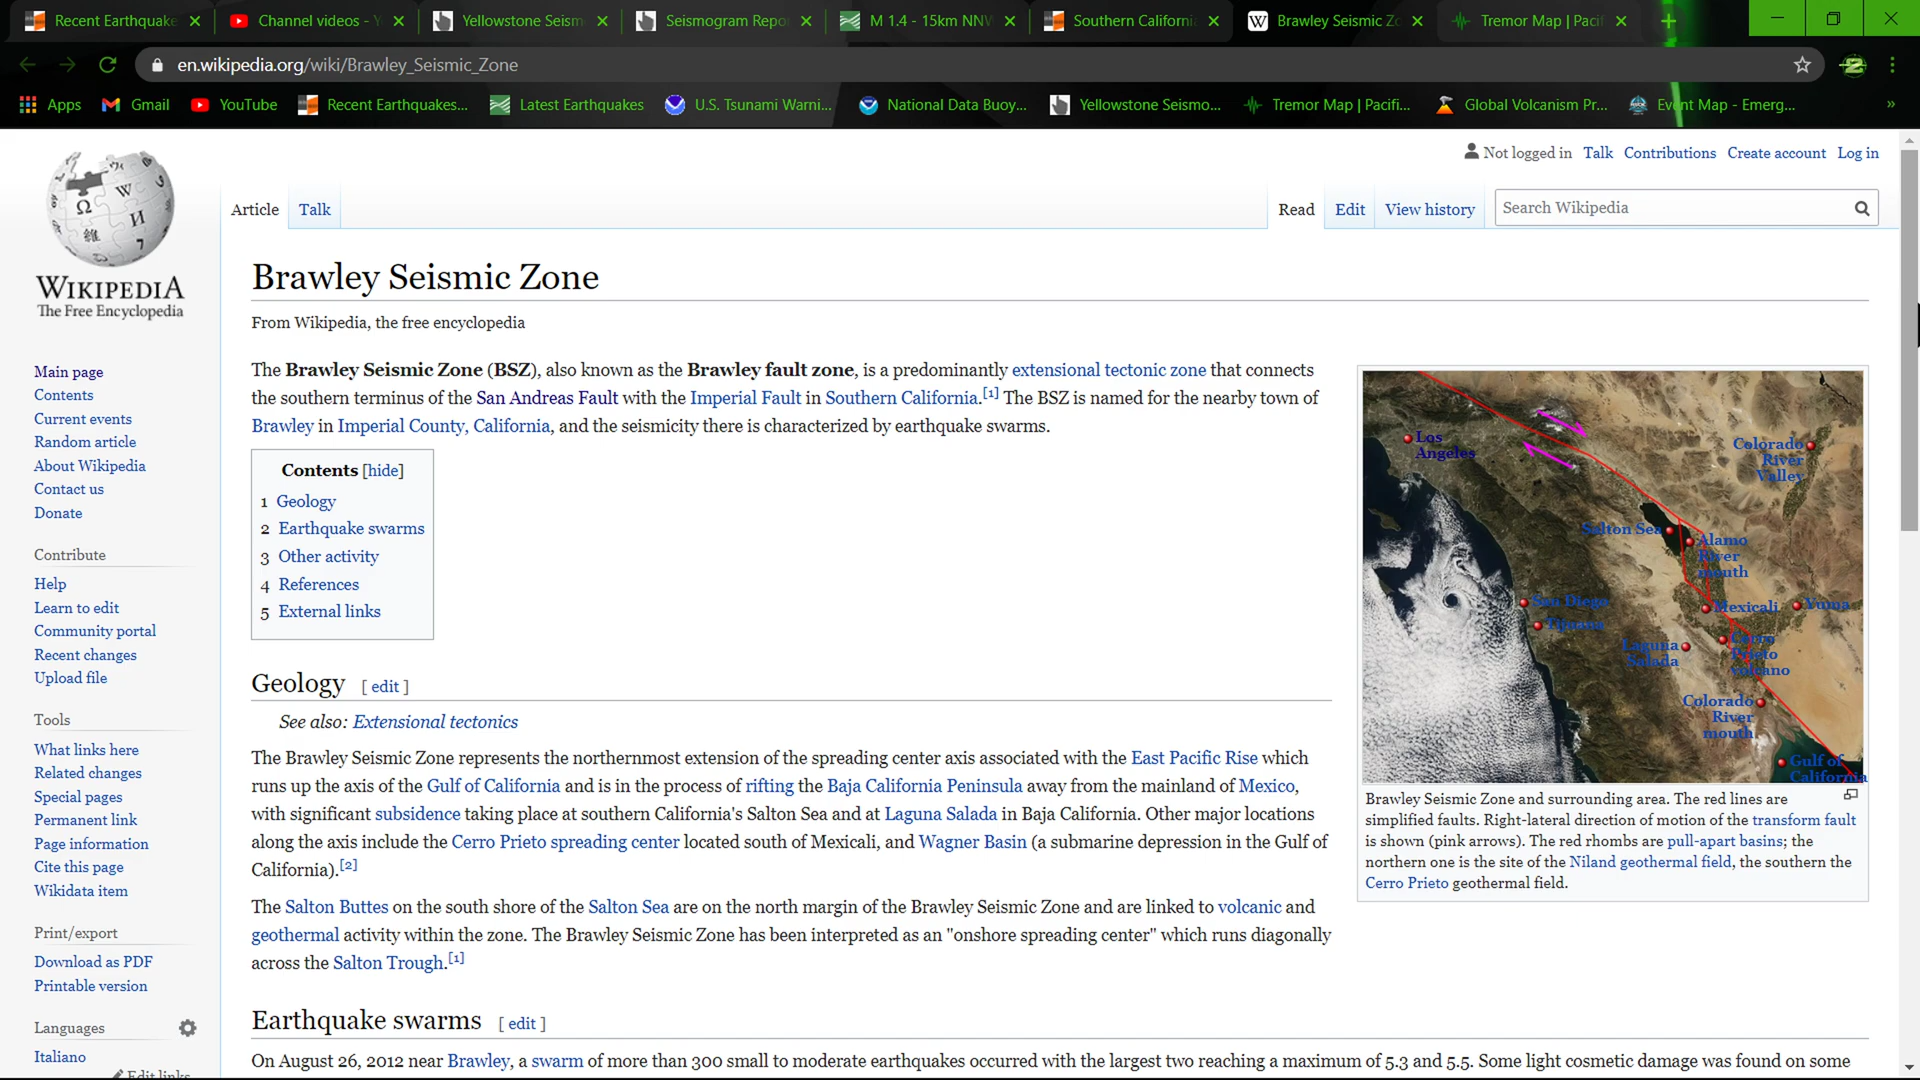 Recent Earthquake
Channel videos - Y
Yellowstone Seism
Seismogram Repo
M 1.4 - 15km NNW
Southern Californi
Brawley Seismic Zo
Tremor Map | Pacif
en.wikipedia.org/wiki/Brawley_Seismic_Zone
Apps
Gmail
YouTube
Recent Earthquakes...
Latest Earthquakes
U.S. Tsunami Warni...
National Data Buoy...
Yellowstone Seismo...
Tremor Map | Pacifi...
Global Volcanism Pr...
Event Map - Emerg...
»
Not logged in Talk Contributions Create account Log in
WIKIPEDIA
The Free Encyclopedia
Article Talk
Read Edit View history
Search Wikipedia
Main page
Contents
Current events
Random article
About Wikipedia
Contact us
Donate
Contribute
Help
Learn to edit
Community portal
Recent changes
Upload file
Tools
What links here
Related changes
Special pages
Permanent link
Page information
Cite this page
Wikidata item
Print/export
Download as PDF
Printable version
Languages
Italiano
Edit links
Brawley Seismic Zone
From Wikipedia, the free encyclopedia
The Brawley Seismic Zone (BSZ), also known as the Brawley fault zone, is a predominantly extensional tectonic zone that connects
the southern terminus of the San Andreas Fault with the Imperial Fault in Southern California.[1] The BSZ is named for the nearby town of
Brawley in Imperial County, California, and the seismicity there is characterized by earthquake swarms.
Contents [hide]
1 Geology
2 Earthquake swarms
3 Other activity
4 References
5 External links
Geology [ edit ]
See also: Extensional tectonics
The Brawley Seismic Zone represents the northernmost extension of the spreading center axis associated with the East Pacific Rise which
runs up the axis of the Gulf of California and is in the process of rifting the Baja California Peninsula away from the mainland of Mexico,
with significant subsidence taking place at southern California's Salton Sea and at Laguna Salada in Baja California. Other major locations
along the axis include the Cerro Prieto spreading center located south of Mexicali, and Wagner Basin (a submarine depression in the Gulf of
California).[2]
The Salton Buttes on the south shore of the Salton Sea are on the north margin of the Brawley Seismic Zone and are linked to volcanic and
geothermal activity within the zone. The Brawley Seismic Zone has been interpreted as an "onshore spreading center" which runs diagonally
across the Salton Trough.[1]
Earthquake swarms [ edit ]
On August 26, 2012 near Brawley, a swarm of more than 300 small to moderate earthquakes occurred with the largest two reaching a maximum of 5.3 and 5.5. Some light cosmetic damage was found on some
Los
Angeles
Colorado
River
Valley
Salton Sea
Alamo
River
mouth
San Diego
Tijuana
Mexicali
Yuma
Laguna
Salada
Cerro
Prieto
volcano
Colorado
River
mouth
Gulf of
California
Brawley Seismic Zone and surrounding area. The red lines are
simplified faults. Right-lateral direction of motion of the transform fault
is shown (pink arrows). The red rhombs are pull-apart basins; the
northern one is the site of the Niland geothermal field, the southern the
Cerro Prieto geothermal field.